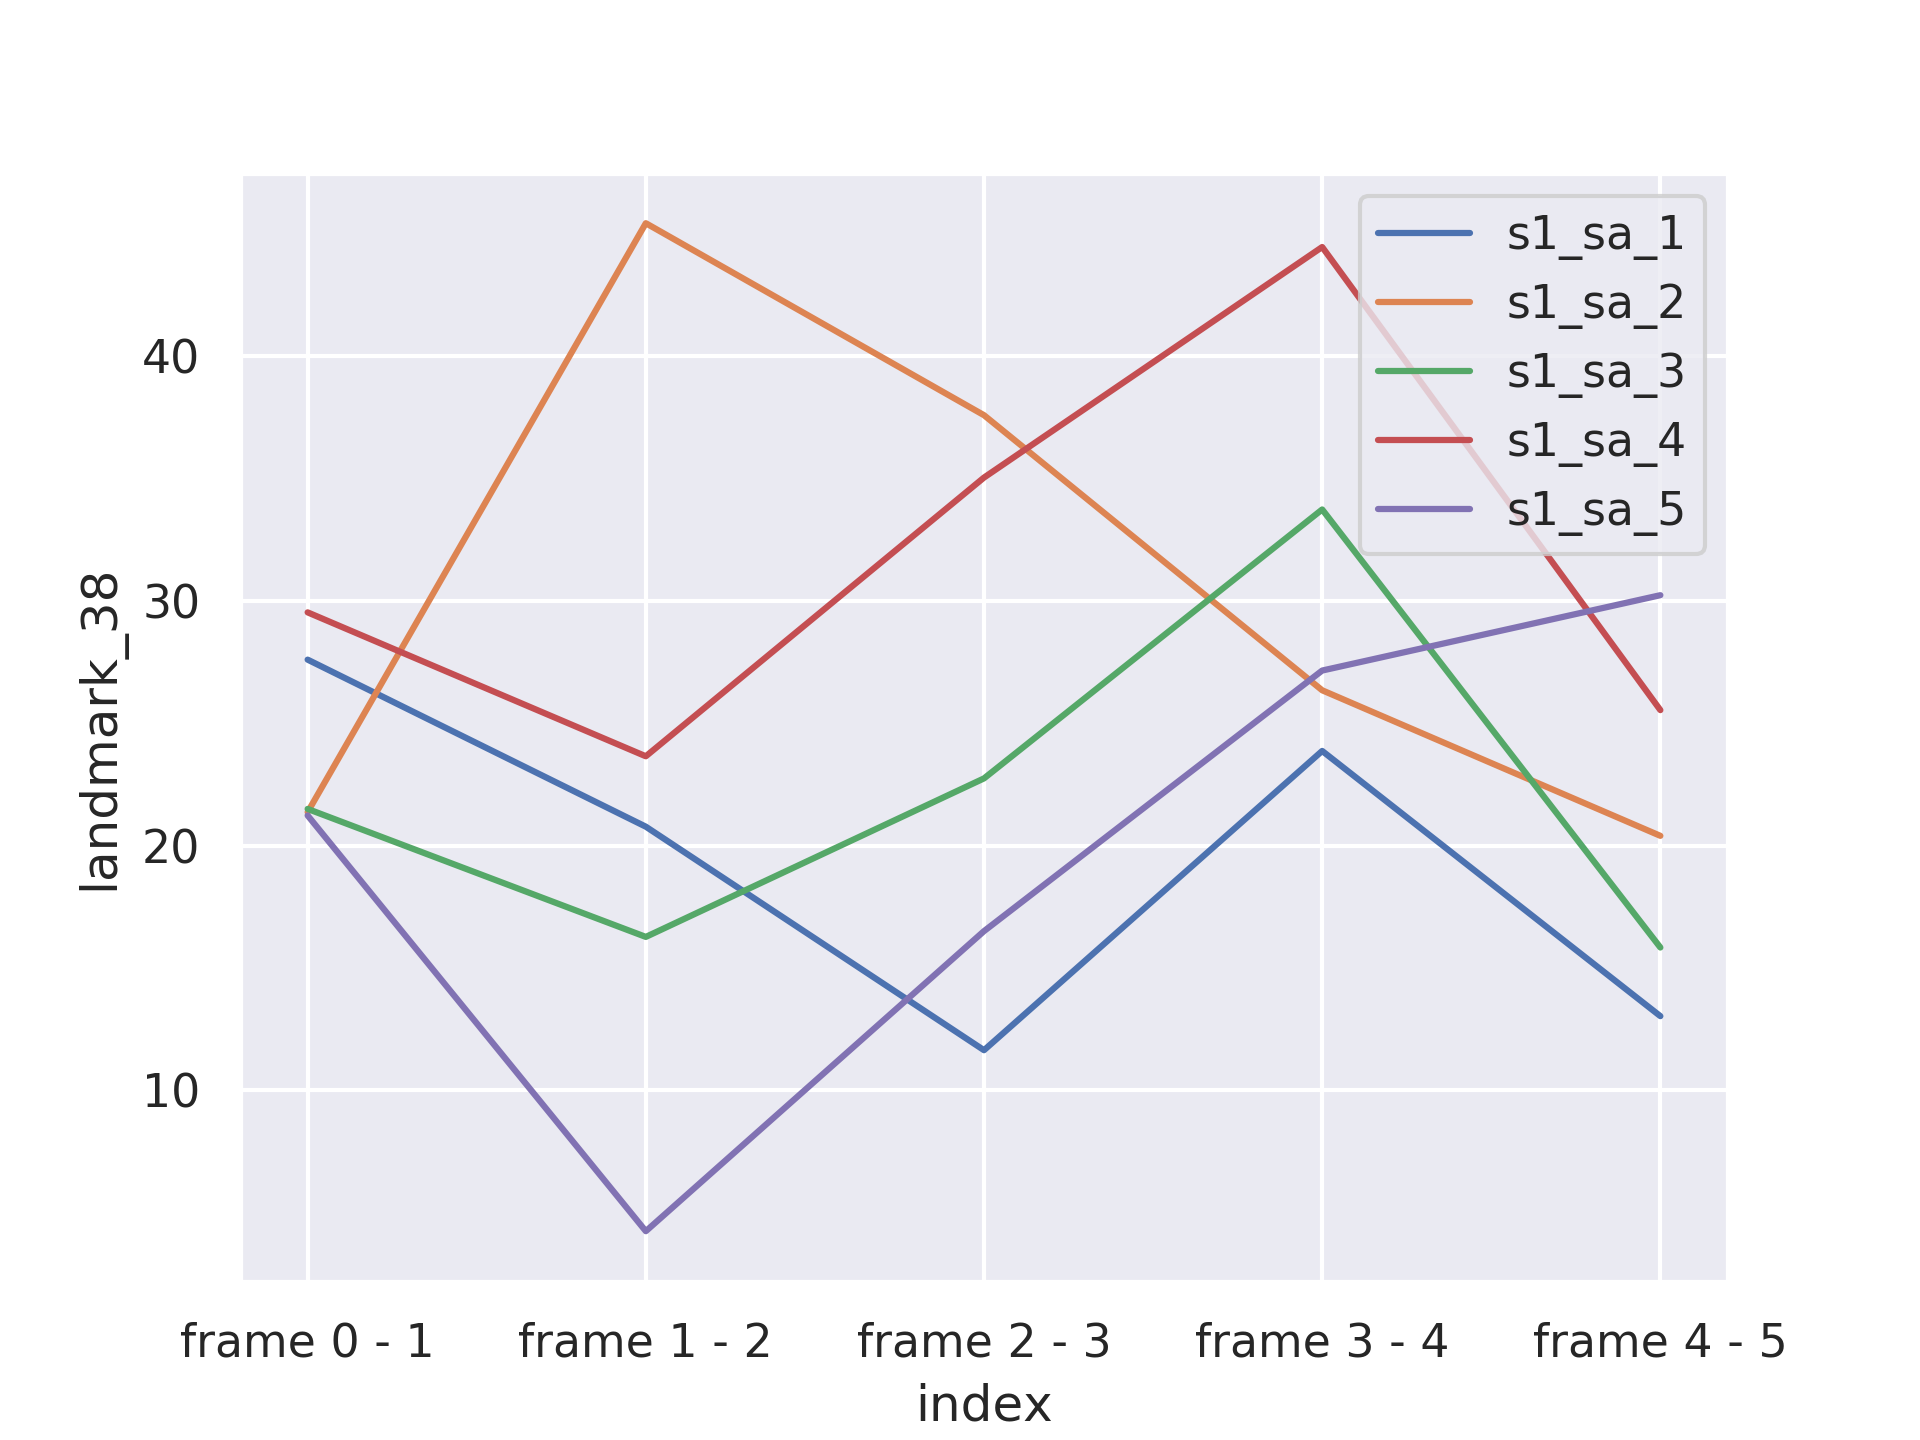 s1_sa_1
s1_sa_2
s1_sa_3
s1_sa_4
s1_sa_5
40
30
20
10
landmark_38
frame 0 - 1
frame 1 - 2
frame 2 - 3
frame 3 - 4
frame 4 - 5
index